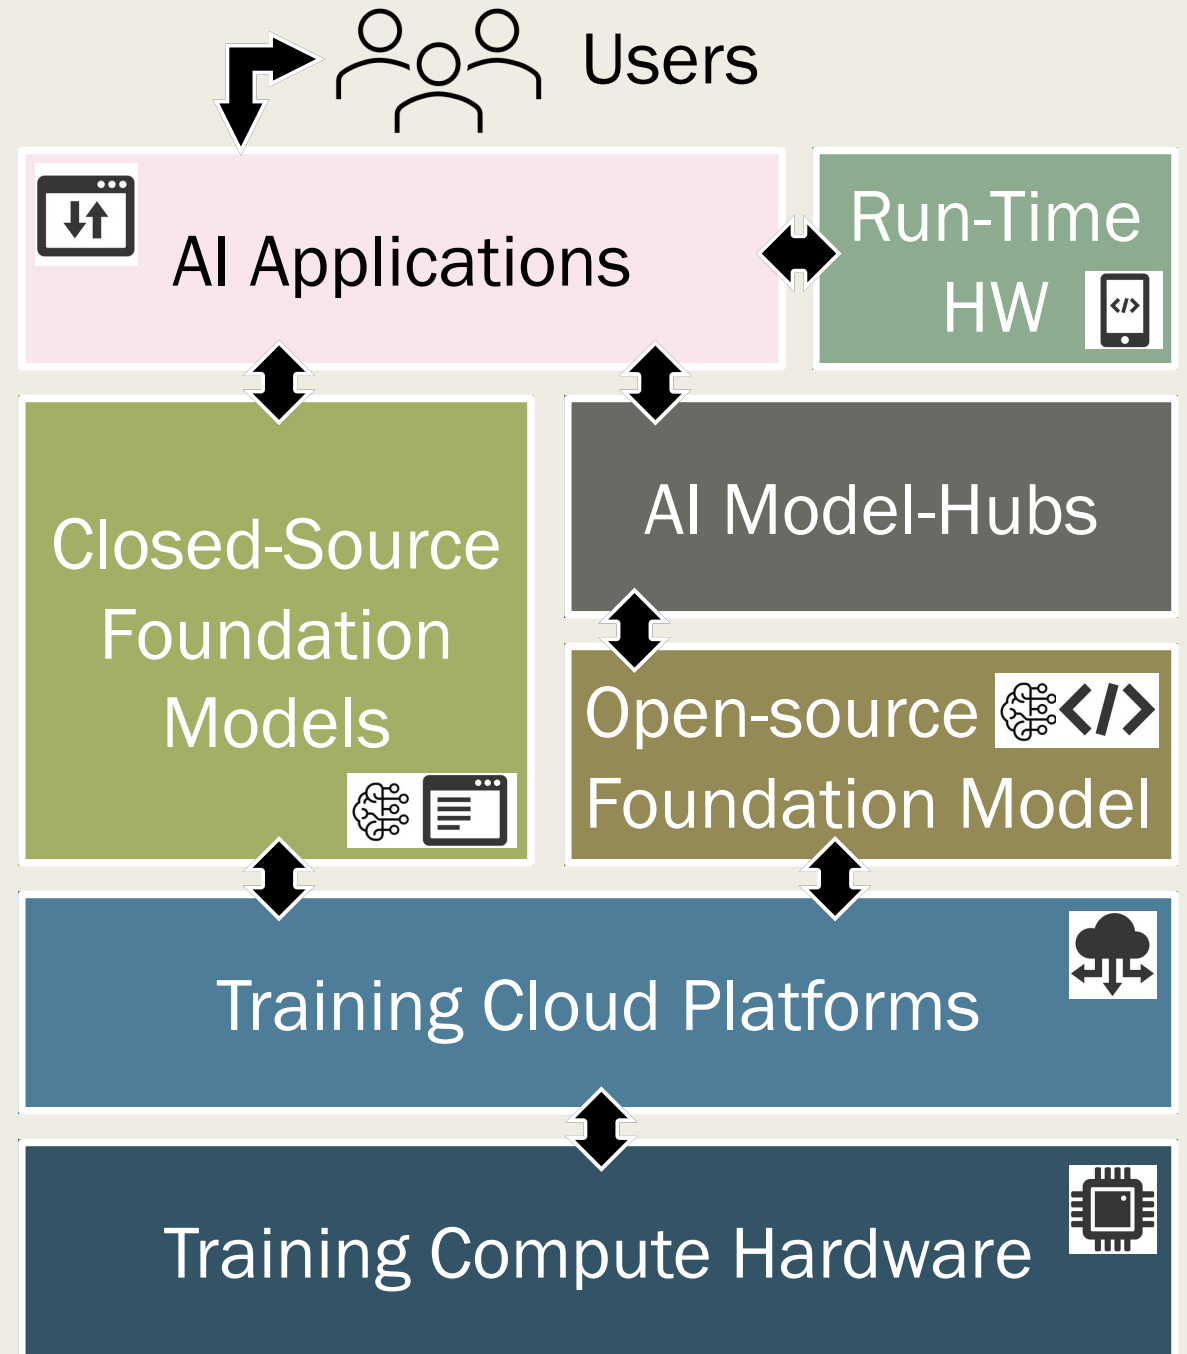 Users
AI Applications
Run-Time
HW
</>
Closed-Source
Foundation
Models
AI Model-Hubs
Open-source
</>
Foundation Model
Training Cloud Platforms
Training Compute Hardware